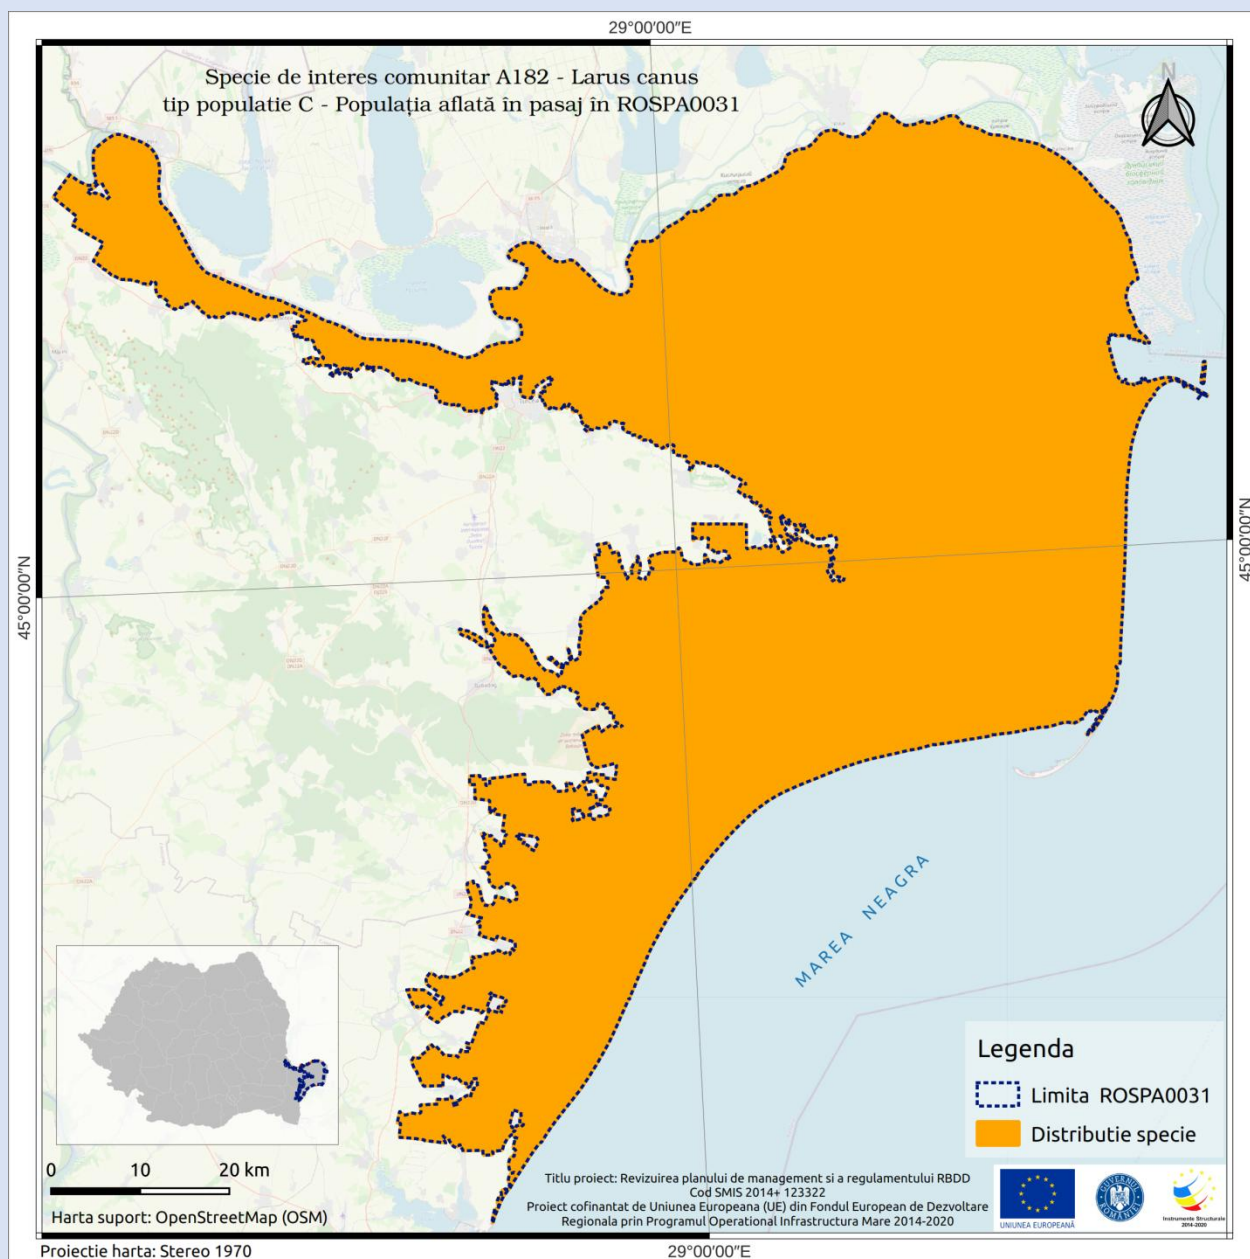 29°00′00″E
Specie de interes comunitar A182 - Larus canus
tip populatie C - Populația aflată în pasaj în ROSPA0031
N
45°00′00″N
45°00′00″N
MAREA NEAGRA
Legenda
Limita ROSPA0031
Distributie specie
0 10 20 km
Harta suport: OpenStreetMap (OSM)
Titlu proiect: Revizuirea planului de management si a regulamentului RBDD
Cod SMIS 2014+ 123322
Proiect cofinantat de Uniunea Europeana (UE) din Fondul European de Dezvoltare
Regionala prin Programul Operational Infrastructura Mare 2014-2020
UNIUNEA EUROPEANĂ
GUVERNUL ROMÂNIEI
Instrumente Structurale
2014-2020
Proiectie harta: Stereo 1970
29°00′00″E